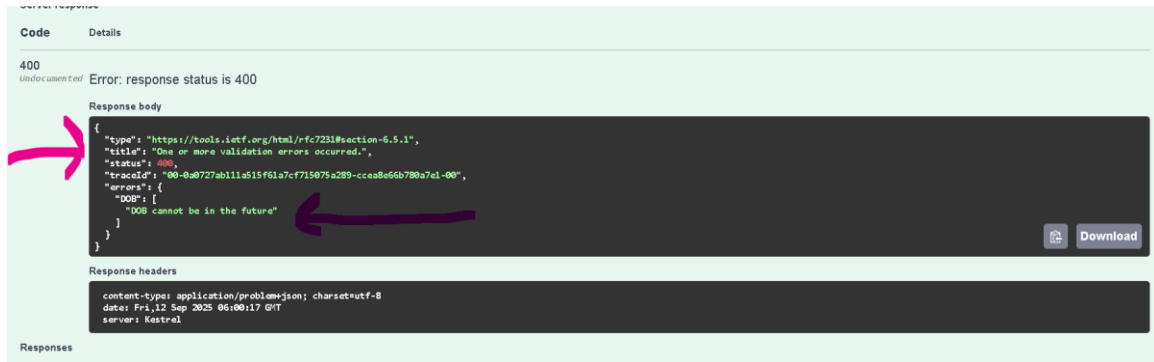 Server response
Code Details
400
Undocumented Error: response status is 400
Response body
{
"type": "https://tools.ietf.org/html/rfc7231#section-6.5.1",
"title": "One or more validation errors occurred.",
"status": 400,
"traceId": "00-0a0727ab111a515f61a7cf715075a289-ccea8e66b780a7e1-00",
"errors": {
"DOB": [
"DOB cannot be in the future"
]
}
}
Download
Response headers
content-type: application/problem+json; charset=utf-8
date: Fri,12 Sep 2025 06:00:17 GMT
server: Kestrel
Responses